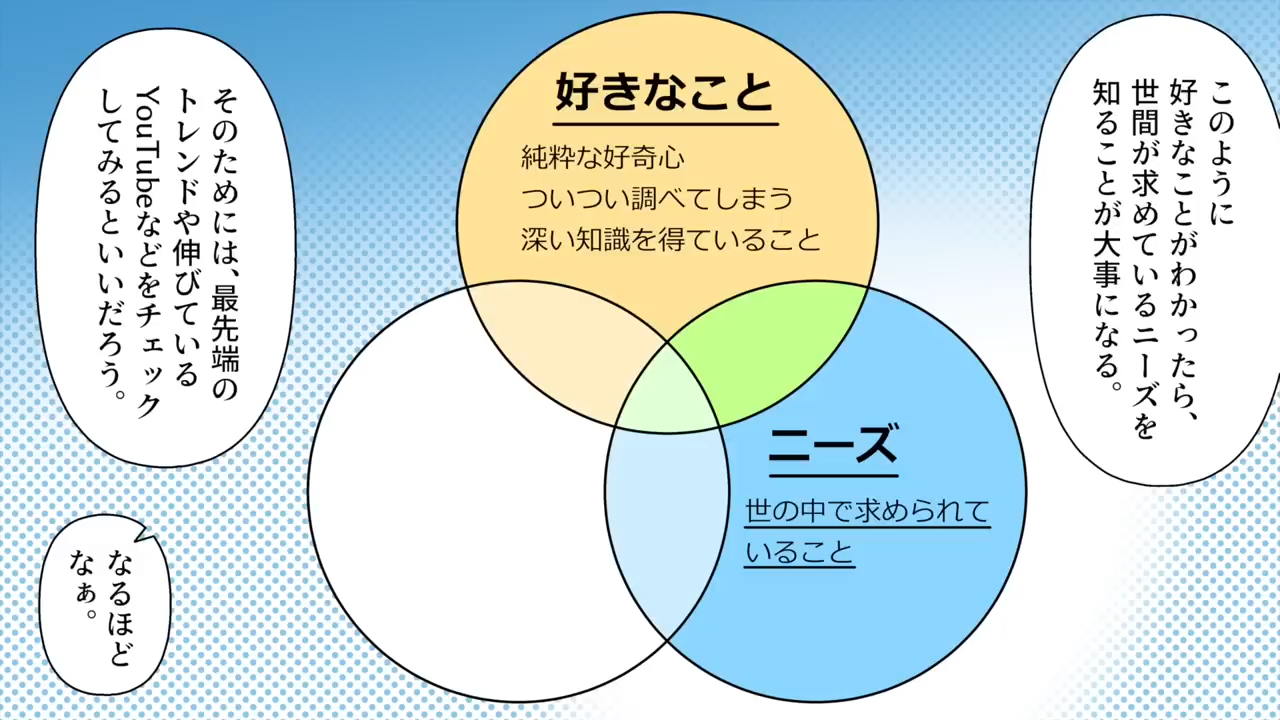 このように
好きなことがわかったら、
世間が求めているニーズを
知ることが大事になる。
好きなこと
純粋な好奇心
ついつい調べてしまう
深い知識を得ていること
ニーズ
世の中で求められて
いること
そのためには、最先端の
トレンドや伸びている
YouTubeなどをチェック
してみるといいだろう。
なるほど
なぁ。